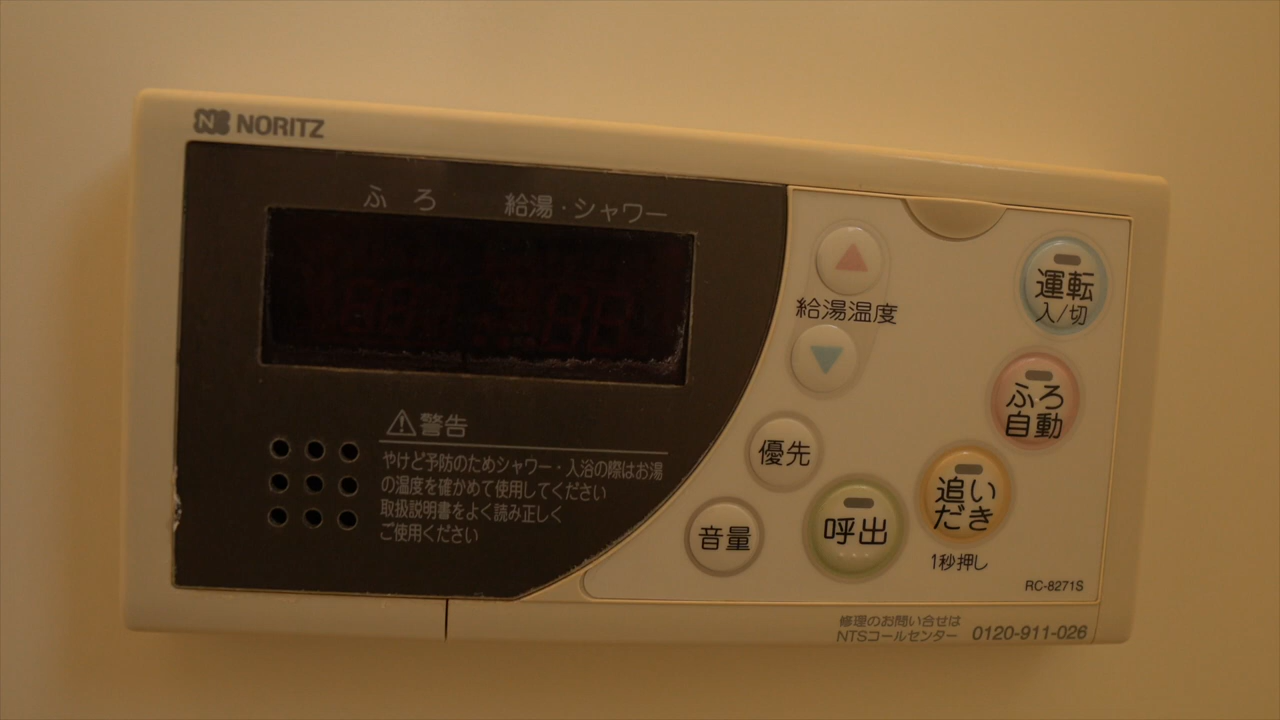 NORITZ
ふろ 給湯・シャワー
給湯温度
運転
入/切
ふろ
自動
優先
追い
だき
1秒押し
呼出
音量
⚠警告
やけど予防のためシャワー・入浴の際はお湯
の温度を確かめて使用してください
取扱説明書をよく読み正しく
ご使用ください
RC-8271S
修理のお問い合せは
NTSコールセンター 0120-911-026